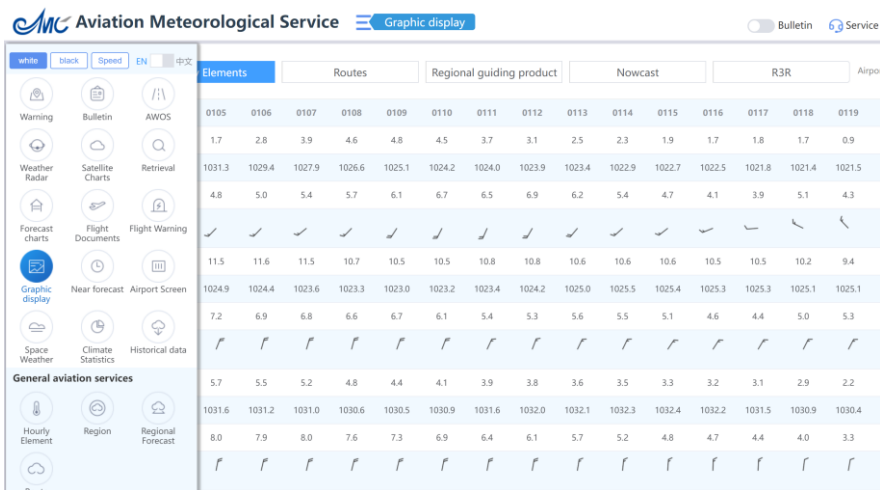 CMC Aviation Meteorological Service
Graphic display
Bulletin
Service
white black Speed EN 中文
Elements
Routes
Regional guiding product
Nowcast
R3R
Warning
Bulletin
AWOS
Weather Radar
Satellite Charts
Retrieval
Forecast charts
Flight Documents
Flight Warning
Graphic display
Near forecast
Airport Screen
Space Weather
Climate Statistics
Historical data
General aviation services
Hourly Element
Region
Regional Forecast
0105 0106 0107 0108 0109 0110 0111 0112 0113 0114 0115 0116 0117 0118 0119
1.7 2.8 3.9 4.6 4.8 4.5 3.7 3.1 2.5 2.3 1.9 1.7 1.8 1.7 0.9
1031.3 1029.4 1027.9 1026.6 1025.1 1024.2 1024.0 1023.9 1023.4 1022.9 1022.7 1022.5 1021.8 1021.4 1021.5
4.8 5.0 5.4 5.7 6.1 6.7 6.5 6.9 6.2 5.4 4.7 4.1 3.9 5.1 4.3
11.5 11.6 11.5 10.7 10.5 10.5 10.8 10.8 10.6 10.6 10.6 10.5 10.5 10.2 9.4
1024.9 1024.4 1023.6 1023.3 1023.0 1023.2 1023.4 1024.2 1025.0 1025.5 1025.4 1025.3 1025.3 1025.1 1025.1
7.2 6.9 6.8 6.6 6.7 6.1 5.4 5.3 5.6 5.5 5.1 4.6 4.4 5.0 5.3
5.7 5.5 5.2 4.8 4.4 4.1 3.9 3.8 3.6 3.5 3.3 3.2 3.1 2.9 2.2
1031.6 1031.2 1031.0 1030.6 1030.5 1030.9 1031.6 1032.0 1032.1 1032.3 1032.4 1032.2 1031.5 1030.9 1030.4
8.0 7.9 8.0 7.6 7.3 6.9 6.4 6.1 5.7 5.2 4.8 4.7 4.4 4.0 3.3